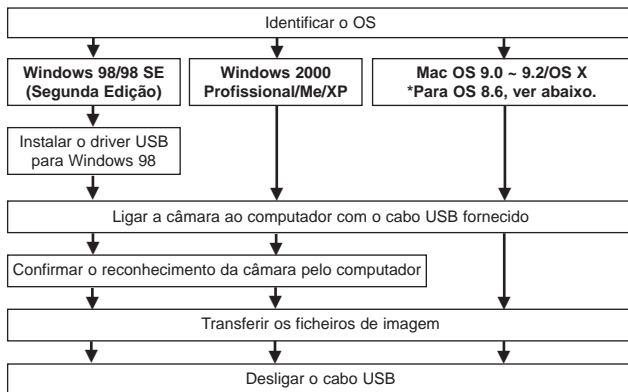 Identificar o OS
Windows 98/98 SE
(Segunda Edição)
Windows 2000
Profissional/Me/XP
Mac OS 9.0 ~ 9.2/OS X
*Para OS 8.6, ver abaixo.
Instalar o driver USB
para Windows 98
Ligar a câmara ao computador com o cabo USB fornecido
Confirmar o reconhecimento da câmara pelo computador
Transferir os ficheiros de imagem
Desligar o cabo USB